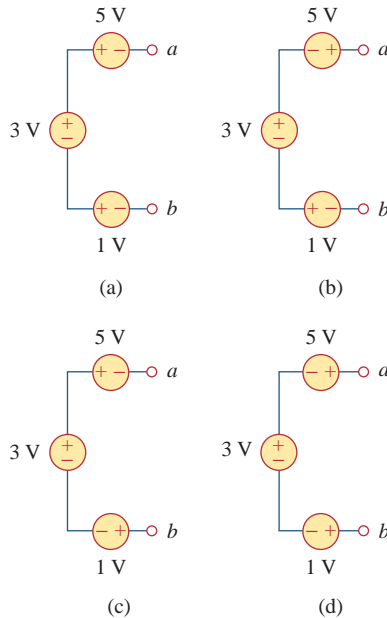 5 V 5 V
+ − a − + a
3 V + − 3 V + −
+ − b + − b
1 V 1 V
(a) (b)
5 V 5 V
+ − a − + a
3 V + − 3 V + −
− + b − + b
1 V 1 V
(c) (d)